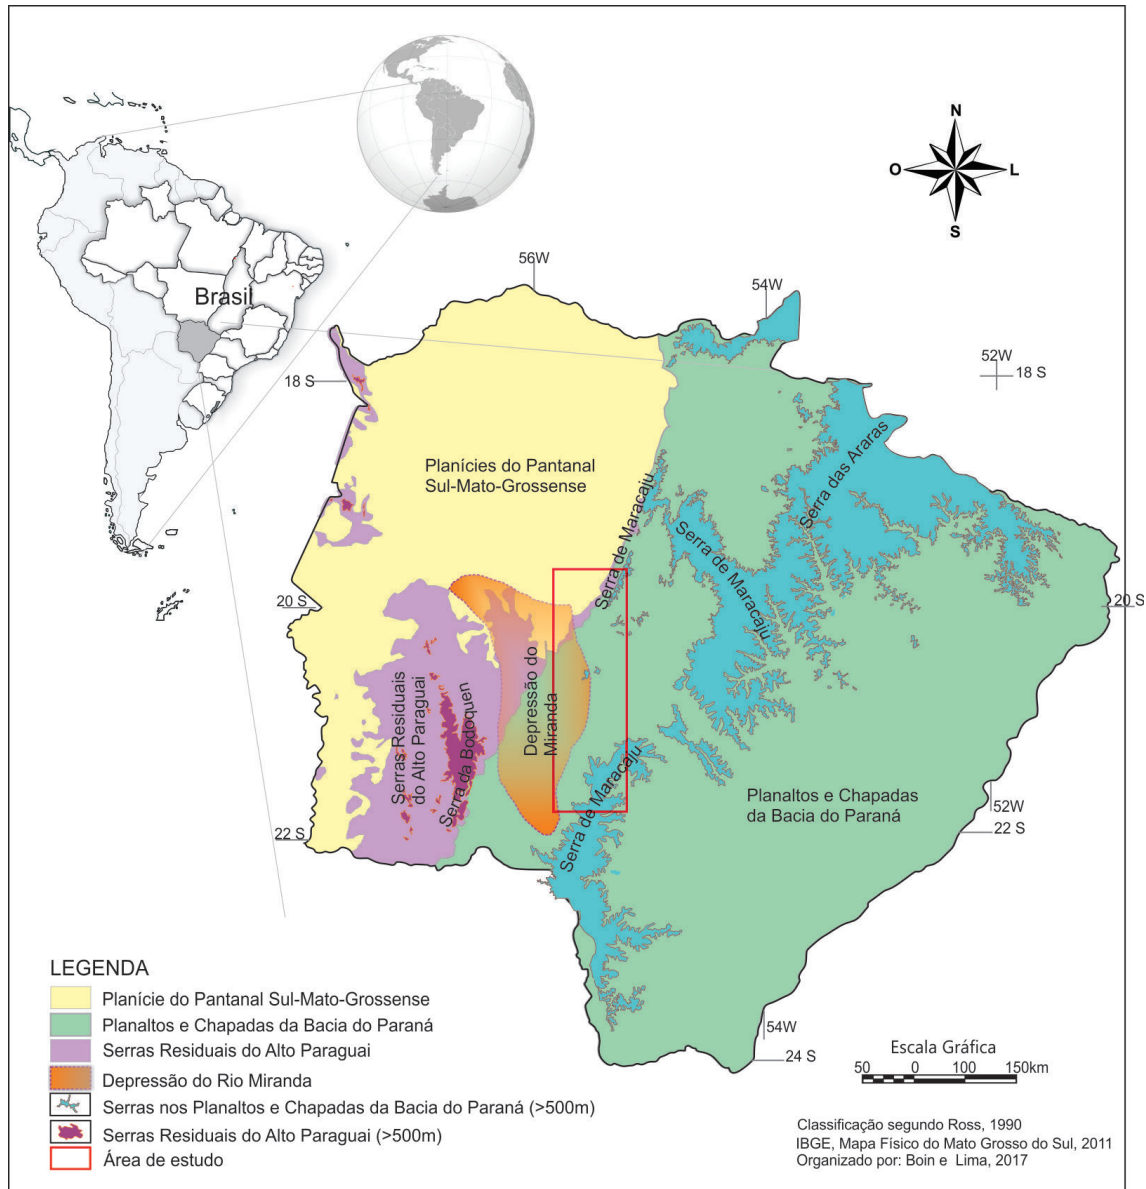 N
O
L
S
Brasil
56W
54W
52W
18 S
18 S
Planícies do Pantanal
Sul-Mato-Grossense
Serra das Araras
Serra de Maracaju
Serra de Maracaju
20 S
20 S
Serras Residuais
do Alto Paraguai
Serra da Bodoquen
Depressão do
Miranda
Serra de Maracaju
Planaltos e Chapadas
da Bacia do Paraná
52W
22 S
22 S
54W
24 S
LEGENDA
Planície do Pantanal Sul-Mato-Grossense
Planaltos e Chapadas da Bacia do Paraná
Serras Residuais do Alto Paraguai
Depressão do Rio Miranda
Serras nos Planaltos e Chapadas da Bacia do Paraná (>500m)
Serras Residuais do Alto Paraguai (>500m)
Área de estudo
Escala Gráfica
50 0 100 150km
Classificação segundo Ross, 1990
IBGE, Mapa Físico do Mato Grosso do Sul, 2011
Organizado por: Boin e Lima, 2017